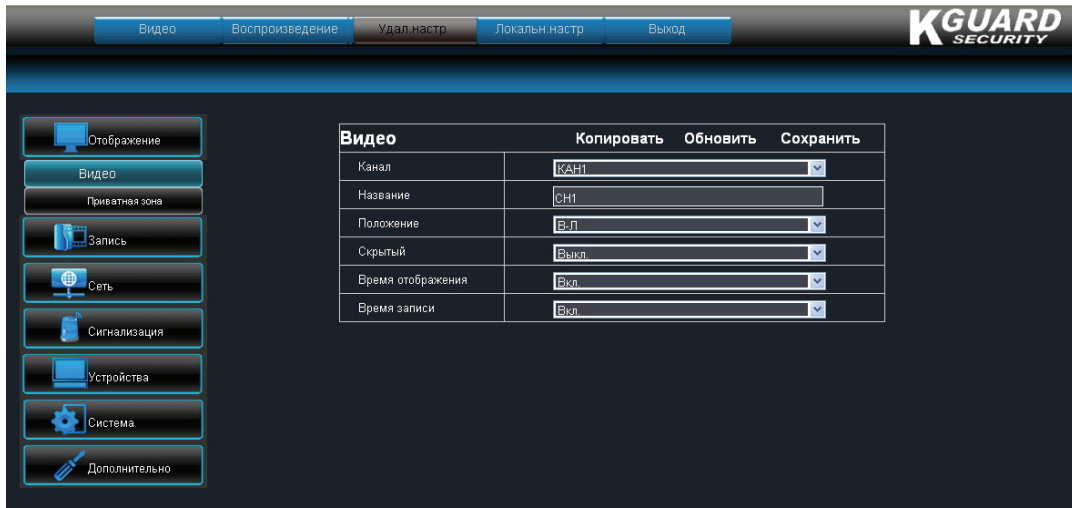 Видео Воспроизведение Удал.настр Локальн.настр Выход
KGUARD
SECURITY
Отображение
Видео
Приватная зона
Запись
Сеть
Сигнализация
Устройства
Система
Дополнительно
Видео Копировать Обновить Сохранить
Канал КАН1
Название CH1
Положение В-Л
Скрытый Выкл.
Время отображения Вкл.
Время записи Вкл.